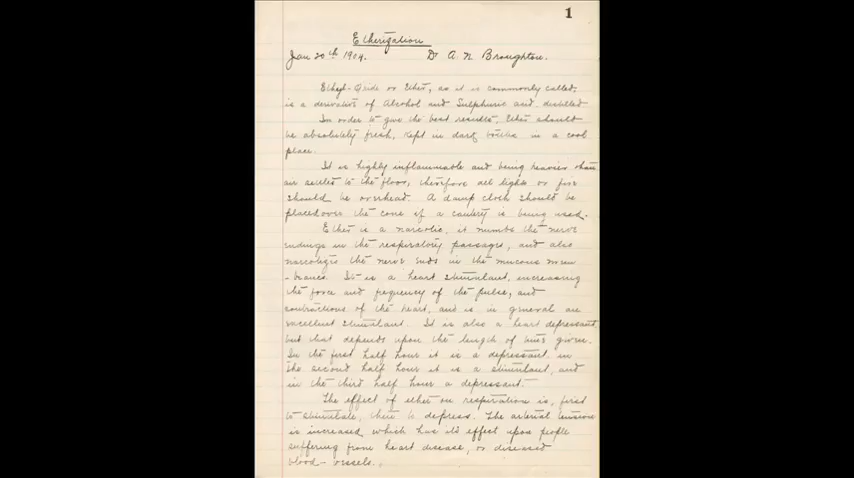 1
Etherization
Jan 20th 1904. Dr A. N. Broughton.
Ethyl-Oxide or Ether, as it is commonly called,
is a derivative of Alcohol and Sulphuric acid distilled
In order to give the best results, Ether should
be absolutely fresh, kept in dark bottles in a cool
place.
It is highly inflammable and being heavier than
air settles to the floor, therefore all lights or fire
should be overhead. A damp cloth should be
placed over the cone if a cautery is being used.
Ether is a narcotic, it numbs the nerve
endings in the respiratory passages, and also
narcotizes the nerve ends in the mucous mem
-branes. It is a heart stimulant, increasing
the force and frequency of the pulse, and
contractions of the heart, and is in general an
excellent stimulant. It is also a heart depressant,
but that depends upon the length of time given.
In the first half hour it is a depressant, in
the second half hour it is a stimulant, and
in the third half hour a depressant.
The effect of ether on respiration is, first
to stimulate, then to depress. The arterial tension
is increased which has its effect upon people
suffering from heart disease, or diseased
blood-vessels.